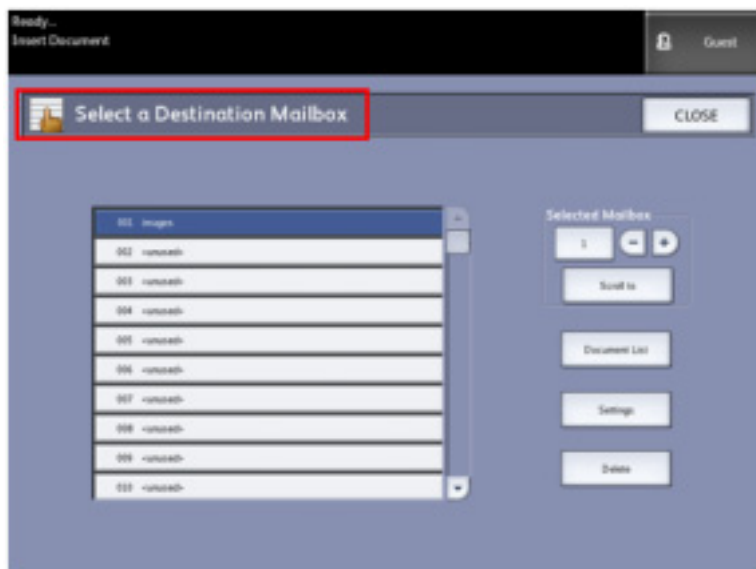 Ready...
Insert Document
Guest
Select a Destination Mailbox
CLOSE
001 images
002 <unused>
003 <unused>
004 <unused>
005 <unused>
006 <unused>
007 <unused>
008 <unused>
009 <unused>
010 <unused>
Selected Mailbox
1
Scroll to
Document List
Settings
Delete